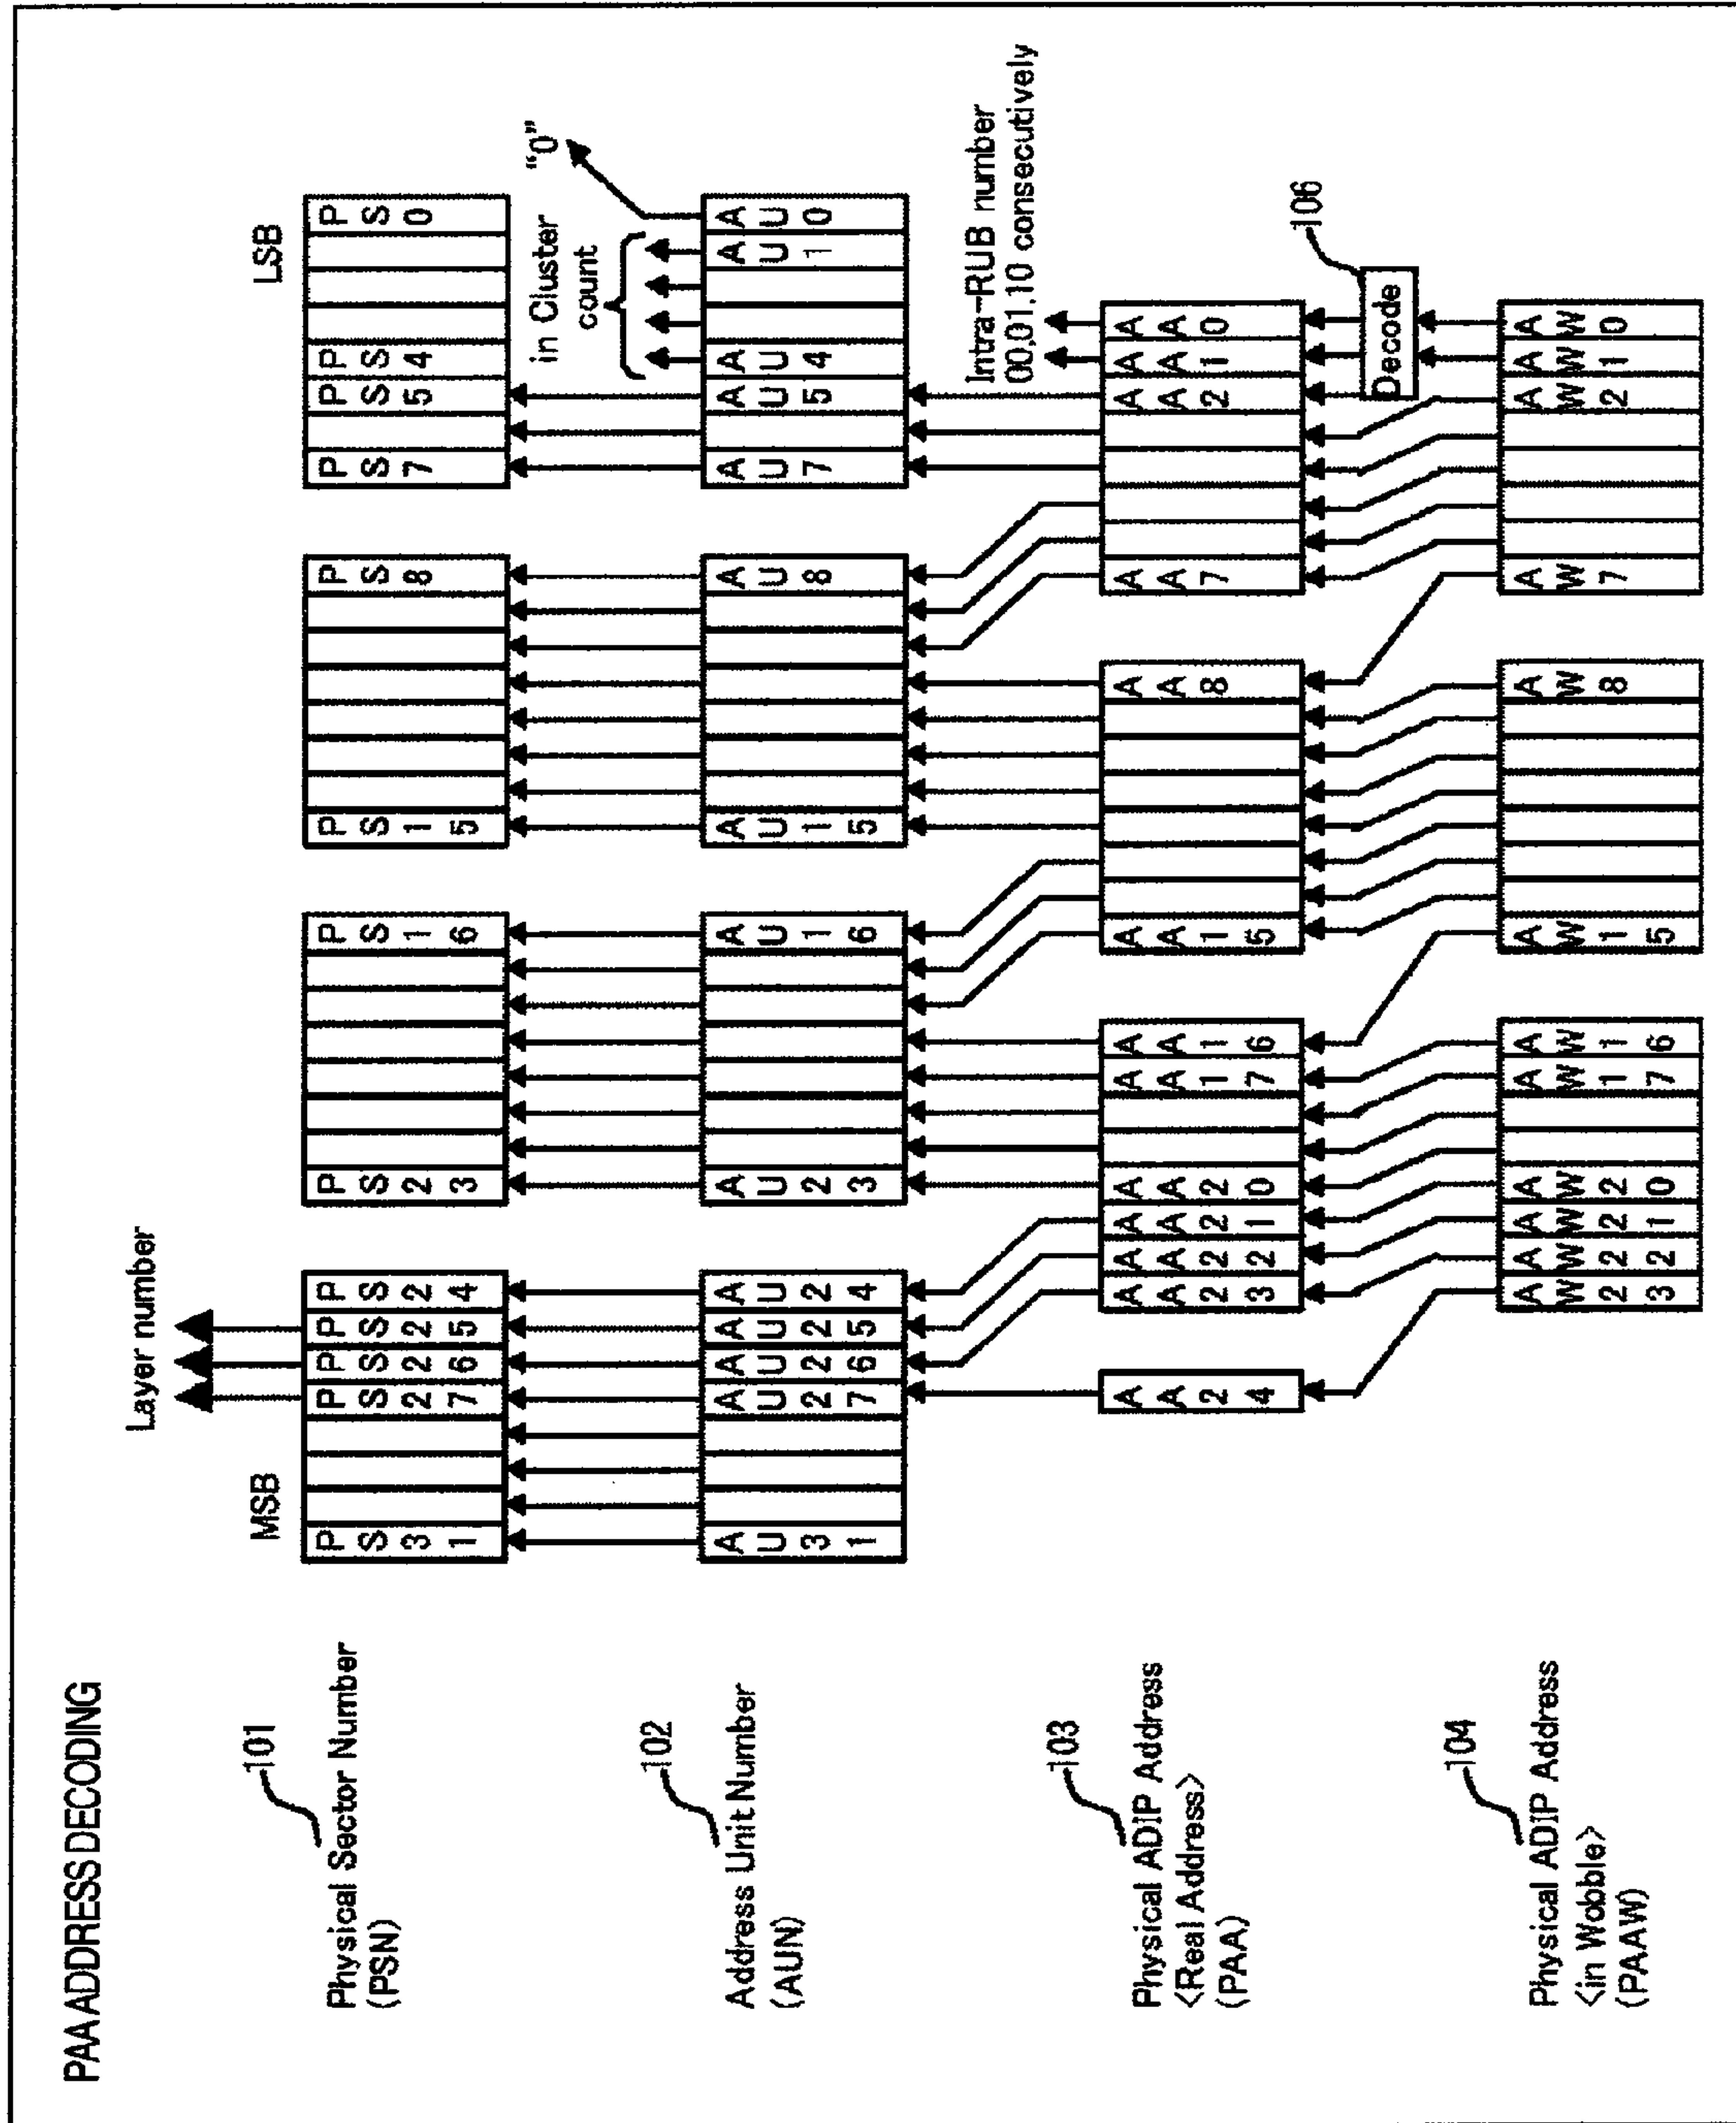 PAA ADDRESS DECODING
Layer number
MSB
LSB
101
Physical Sector Number
(PSN)
PS31
PS27
PS26
PS25
PS24
PS23
PS16
PS15
PS8
PS7
PS5
PS4
PS0
in Cluster
count
"0"
102
Address Unit Number
(AUN)
AU31
AU27
AU26
AU25
AU24
AU23
AU16
AU15
AU8
AU7
AU5
AU4
AU1
AU0
Intra-RUB number
00,01,10 consecutively
103
Physical ADIP Address
<Real Address>
(PAA)
AA24
AA23
AA22
AA21
AA20
AA17
AA16
AA15
AA8
AA7
AA2
AA1
AA0
106
Decode
104
Physical ADIP Address
<in Wobble>
(PAAW)
AW23
AW22
AW21
AW20
AW17
AW16
AW15
AW8
AW7
AW2
AW1
AW0